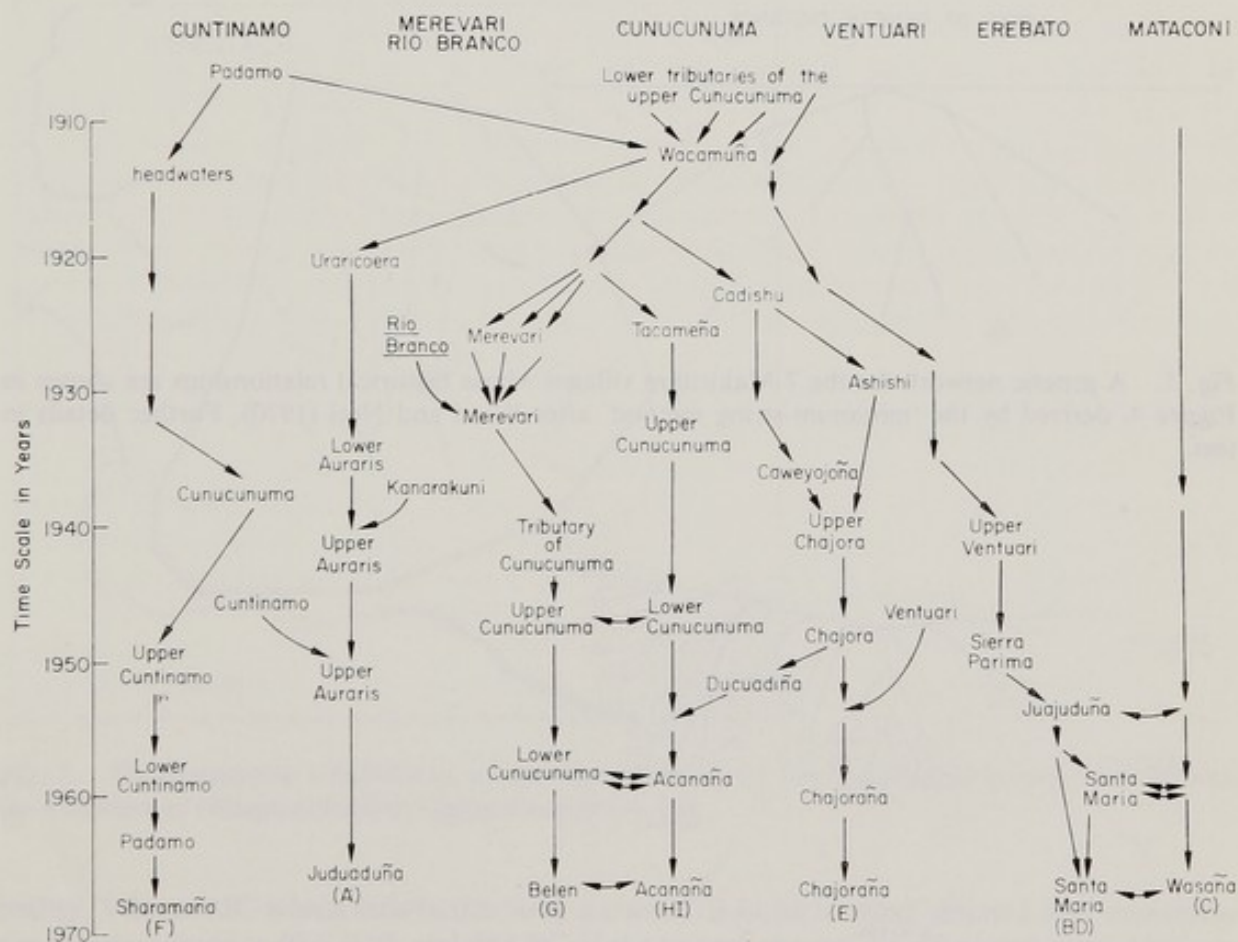 CUNTINAMO
MEREVARI
RIO BRANCO
CUNUCUNUMA
VENTUARI
EREBATO
MATACONI
Padamo
Lower tributaries of the
upper Cunucunuma
1910
Wacamuña
headwaters
1920
Uraricoera
Cadishu
Rio
Branco
Merevari
Tacameña
1930
Ashishi
Merevari
Upper
Cunucunuma
Lower
Auraris
Caweyojoña
Cunucunuma
Kanarakuni
1940
Upper
Auraris
Tributary
of
Cunucunuma
Upper
Chajora
Upper
Ventuari
Cuntinamo
Upper
Cunucunuma
Lower
Cunucunuma
Ventuari
Chajora
Sierra
Parima
1950
Upper
Cuntinamo
Upper
Auraris
Ducuadiña
Juajuduña
Lower
Cuntinamo
Lower
Cunucunuma
Acanaña
Santa
Maria
1960
Chajoraña
Padamo
Juduaduña
(A)
Belen
(G)
Acanaña
(HI)
Chajoraña
(E)
Santa
Maria
(BD)
Wasaña
(C)
Sharamaña
(F)
1970
Time Scale in Years